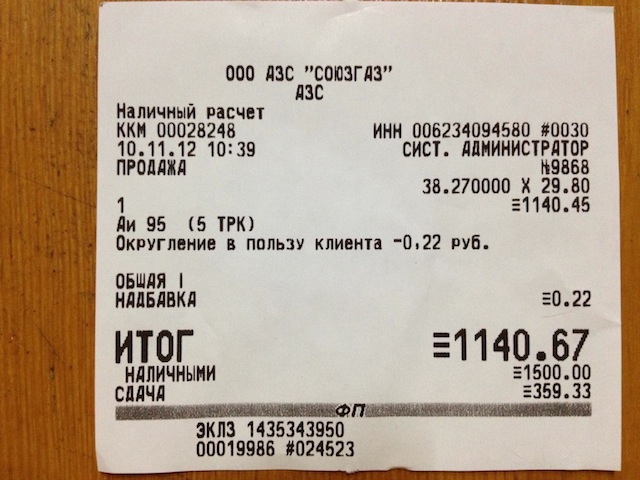 ООО АЗС "СОЮЗГАЗ"
АЗС
Наличный расчет
ККМ 00028248 ИНН 006234094580 #0030
10.11.12 10:39 СИСТ. АДМИНИСТРАТОР
ПРОДАЖА №9868
38.270000 X 29.80
1 ≡1140.45
Аи 95 (5 ТРК)
Округление в пользу клиента -0,22 руб.
ОБЩАЯ |
НАДБАВКА ≡0.22
ИТОГ ≡1140.67
НАЛИЧНЫМИ ≡1500.00
СДАЧА ≡359.33
ФП
ЭКЛЗ 1435343950
00019986 #024523